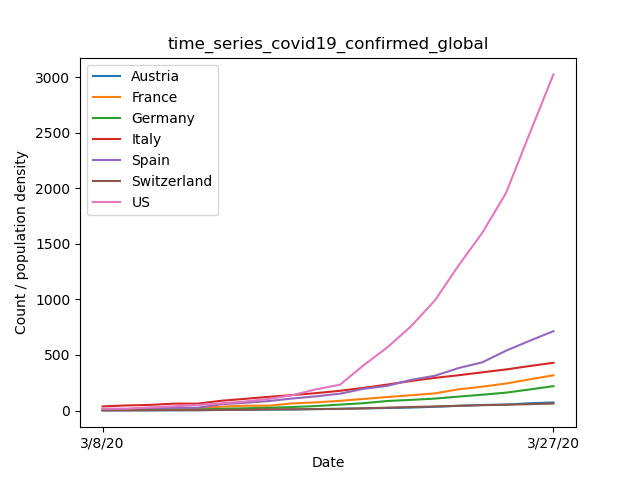 time_series_covid19_confirmed_global
Austria
France
Germany
Italy
Spain
Switzerland
US
3000
2500
2000
1500
1000
500
0
Count / population density
3/8/20
3/27/20
Date